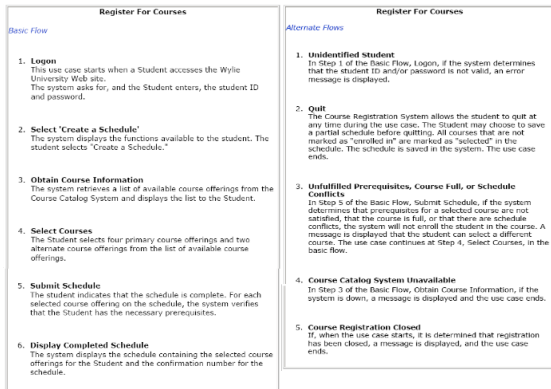 Register For Courses
Basic Flow
1. Logon
This use case starts when a Student accesses the Wylie
University Web site.
The system asks for, and the Student enters, the student ID
and password.
2. Select 'Create a Schedule'
The system displays the functions available to the student. The
student selects "Create a Schedule."
3. Obtain Course Information
The system retrieves a list of available course offerings from the
Course Catalog System and displays the list to the Student.
4. Select Courses
The Student selects four primary course offerings and two
alternate course offerings from the list of available course
offerings.
5. Submit Schedule
The student indicates that the schedule is complete. For each
selected course offering on the schedule, the system verifies
that the Student has the necessary prerequisites.
6. Display Completed Schedule
The system displays the schedule containing the selected course
offerings for the Student and the confirmation number for the
schedule.
Register For Courses
Alternate Flows
1. Unidentified Student
In Step 1 of the Basic Flow, Logon, if the system determines
that the student ID and/or password is not valid, an error
message is displayed.
2. Quit
The Course Registration System allows the student to quit at
any time during the use case. The Student may choose to save
a partial schedule before quitting. All courses that are not
marked as "enrolled in" are marked as "selected" in the
schedule. The schedule is saved in the system. The use case
ends.
3. Unfulfilled Prerequisites, Course Full, or Schedule
Conflicts
In Step 5 of the Basic Flow, Submit Schedule, if the system
determines that prerequisites for a selected course are not
satisfied, that the course is full, or that there are schedule
conflicts, the system will not enroll the student in the course. A
message is displayed that the student can select a different
course. The use case continues at Step 4, Select Courses, in the
basic flow.
4. Course Catalog System Unavailable
In Step 3 of the Basic Flow, Obtain Course Information, if the
system is down, a message is displayed and the use case ends.
5. Course Registration Closed
If, when the use case starts, it is determined that registration
has been closed, a message is displayed, and the use case
ends.